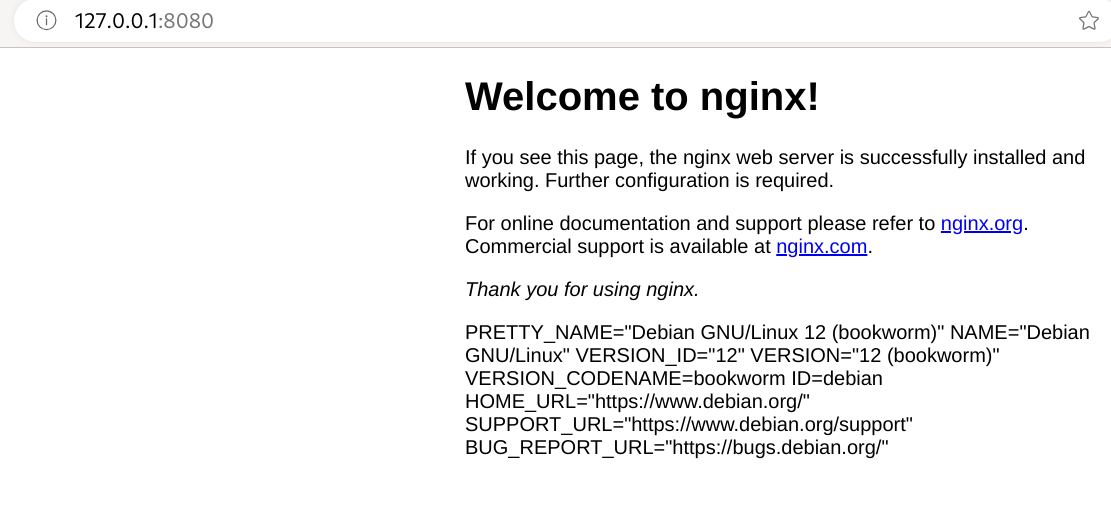 127.0.0.1:8080
Welcome to nginx!
If you see this page, the nginx web server is successfully installed and
working. Further configuration is required.
For online documentation and support please refer to nginx.org.
Commercial support is available at nginx.com.
Thank you for using nginx.
PRETTY_NAME="Debian GNU/Linux 12 (bookworm)" NAME="Debian
GNU/Linux" VERSION_ID="12" VERSION="12 (bookworm)"
VERSION_CODENAME=bookworm ID=debian
HOME_URL="https://www.debian.org/"
SUPPORT_URL="https://www.debian.org/support"
BUG_REPORT_URL="https://bugs.debian.org/"